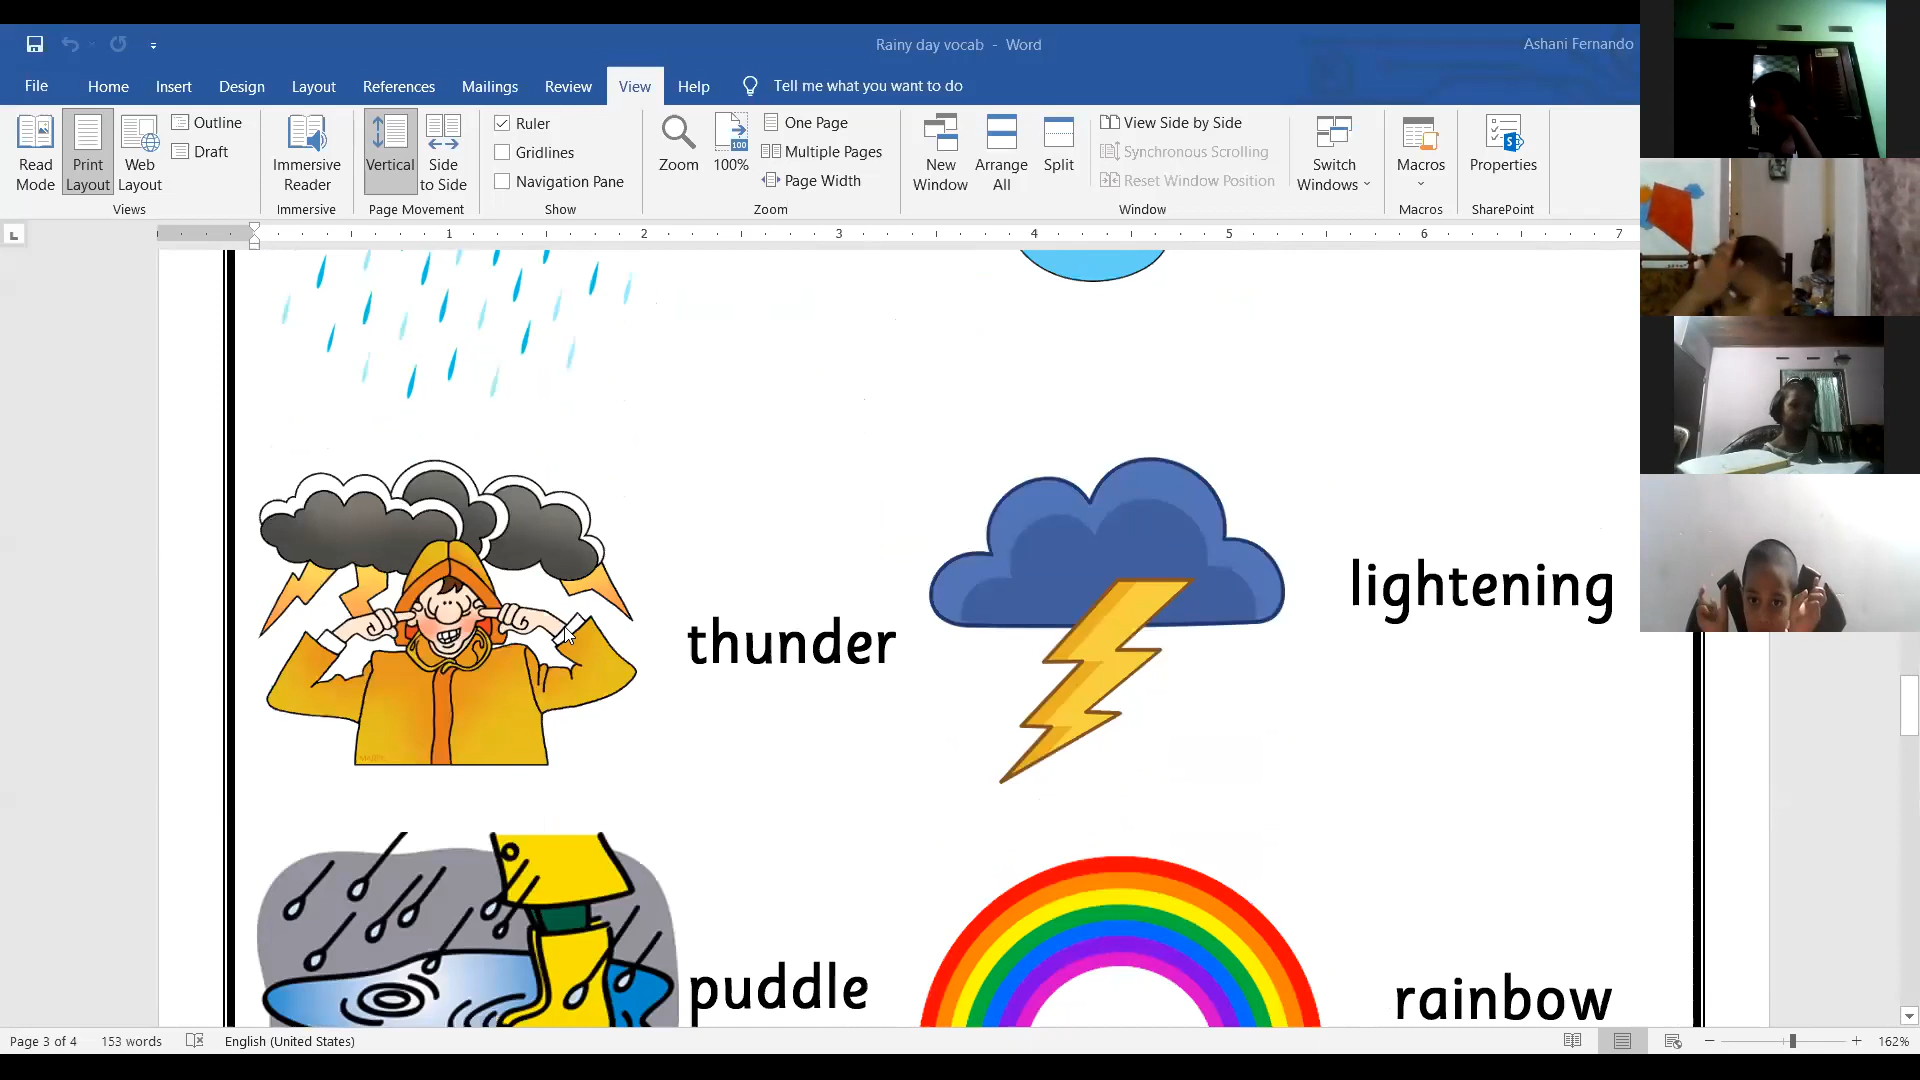 Rainy day vocab - Word
Ashani Fernando
File Home Insert Design Layout References Mailings Review View Help Tell me what you want to do
Read Mode
Print Layout
Web Layout
Outline
Draft
Views
Immersive Reader
Immersive
Vertical
Side to Side
Page Movement
Ruler
Gridlines
Navigation Pane
Show
Zoom
100
100%
One Page
Multiple Pages
Page Width
Zoom
New Window
Arrange All
Split
View Side by Side
Synchronous Scrolling
Reset Window Position
Window
Switch Windows
Macros
Macros
Properties
SharePoint
1 2 3 4 5 6 7
thunder
lightening
puddle
rainbow
Page 3 of 4 153 words English (United States) 162%